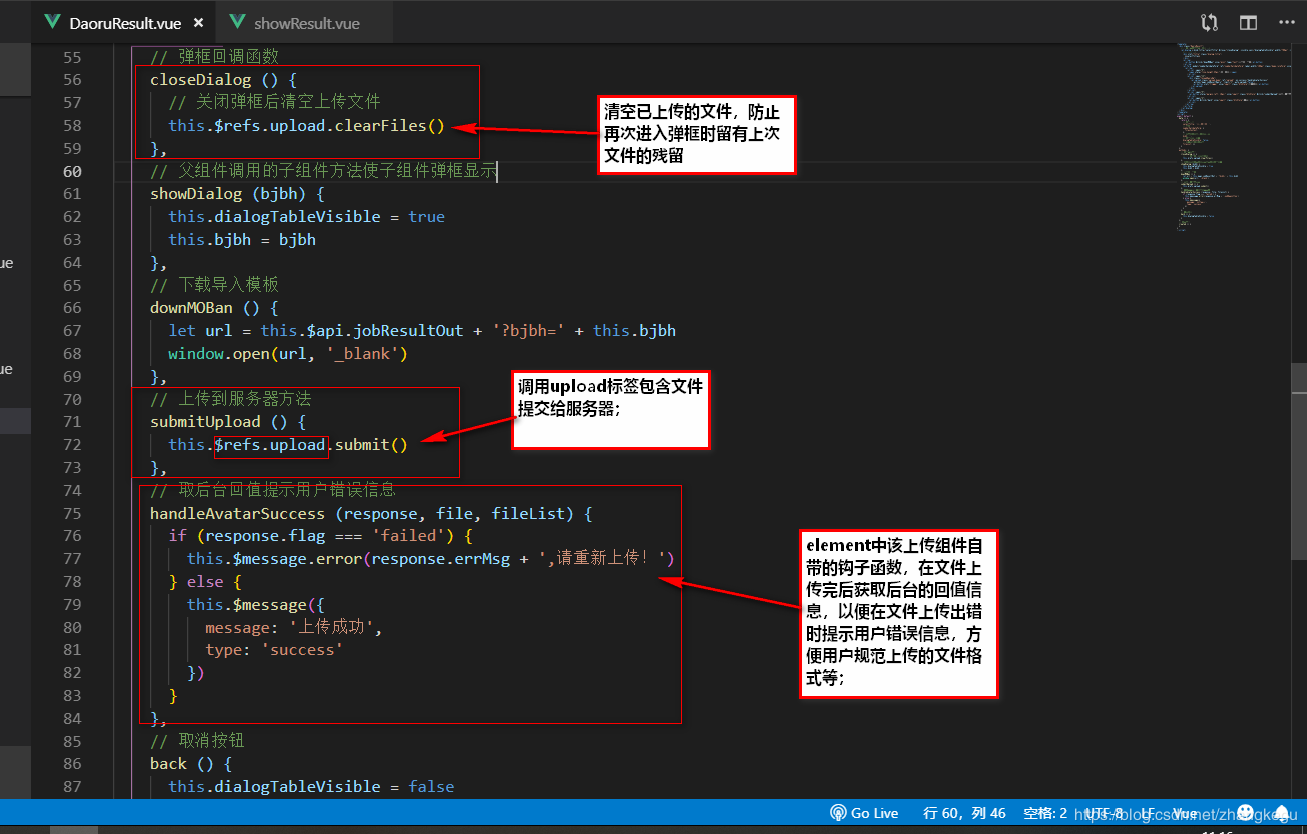 DaoruResult.vue ×
showResult.vue
55 // 弹框回调函数
56 closeDialog () {
57 // 关闭弹框后清空上传文件
58 this.$refs.upload.clearFiles()
59 },
60 // 父组件调用的子组件方法使子组件弹框显示
61 showDialog (bjbh) {
62 this.dialogTableVisible = true
63 this.bjbh = bjbh
64 },
65 // 下载导入模板
66 downMOBan () {
67 let url = this.$api.jobResultOut + '?bjbh=' + this.bjbh
68 window.open(url, '_blank')
69 },
70 // 上传到服务器方法
71 submitUpload () {
72 this.$refs.upload.submit()
73 },
74 // 取后台回值提示用户错误信息
75 handleAvatarSuccess (response, file, fileList) {
76 if (response.flag === 'failed') {
77 this.$message.error(response.errMsg + ',请重新上传！')
78 } else {
79 this.$message({
80 message: '上传成功',
81 type: 'success'
82 })
83 }
84 },
85 // 取消按钮
86 back () {
87 this.dialogTableVisible = false
清空已上传的文件，防止
再次进入弹框时留有上次
文件的残留
调用upload标签包含文件
提交给服务器；
element中该上传组件自
带的钩子函数，在文件上
传完后获取后台的回值信
息，以便在文件上传出错
时提示用户错误信息，方
便用户规范上传的文件格
式等；
ue
ue
Go Live 行 60，列 46 空格: 2 UTF-8 LF Vue